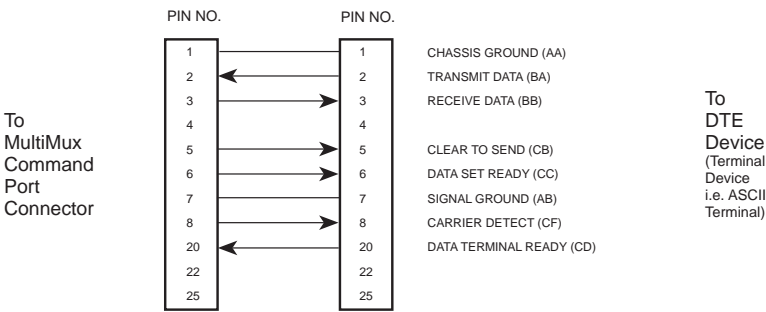 PIN NO. PIN NO.
1 1 CHASSIS GROUND (AA)
2 2 TRANSMIT DATA (BA)
3 3 RECEIVE DATA (BB)
4 4
5 5 CLEAR TO SEND (CB)
6 6 DATA SET READY (CC)
7 7 SIGNAL GROUND (AB)
8 8 CARRIER DETECT (CF)
20 20 DATA TERMINAL READY (CD)
22 22
25 25
To
MultiMux
Command
Port
Connector
To
DTE
Device
(Terminal
Device
i.e. ASCII
Terminal)